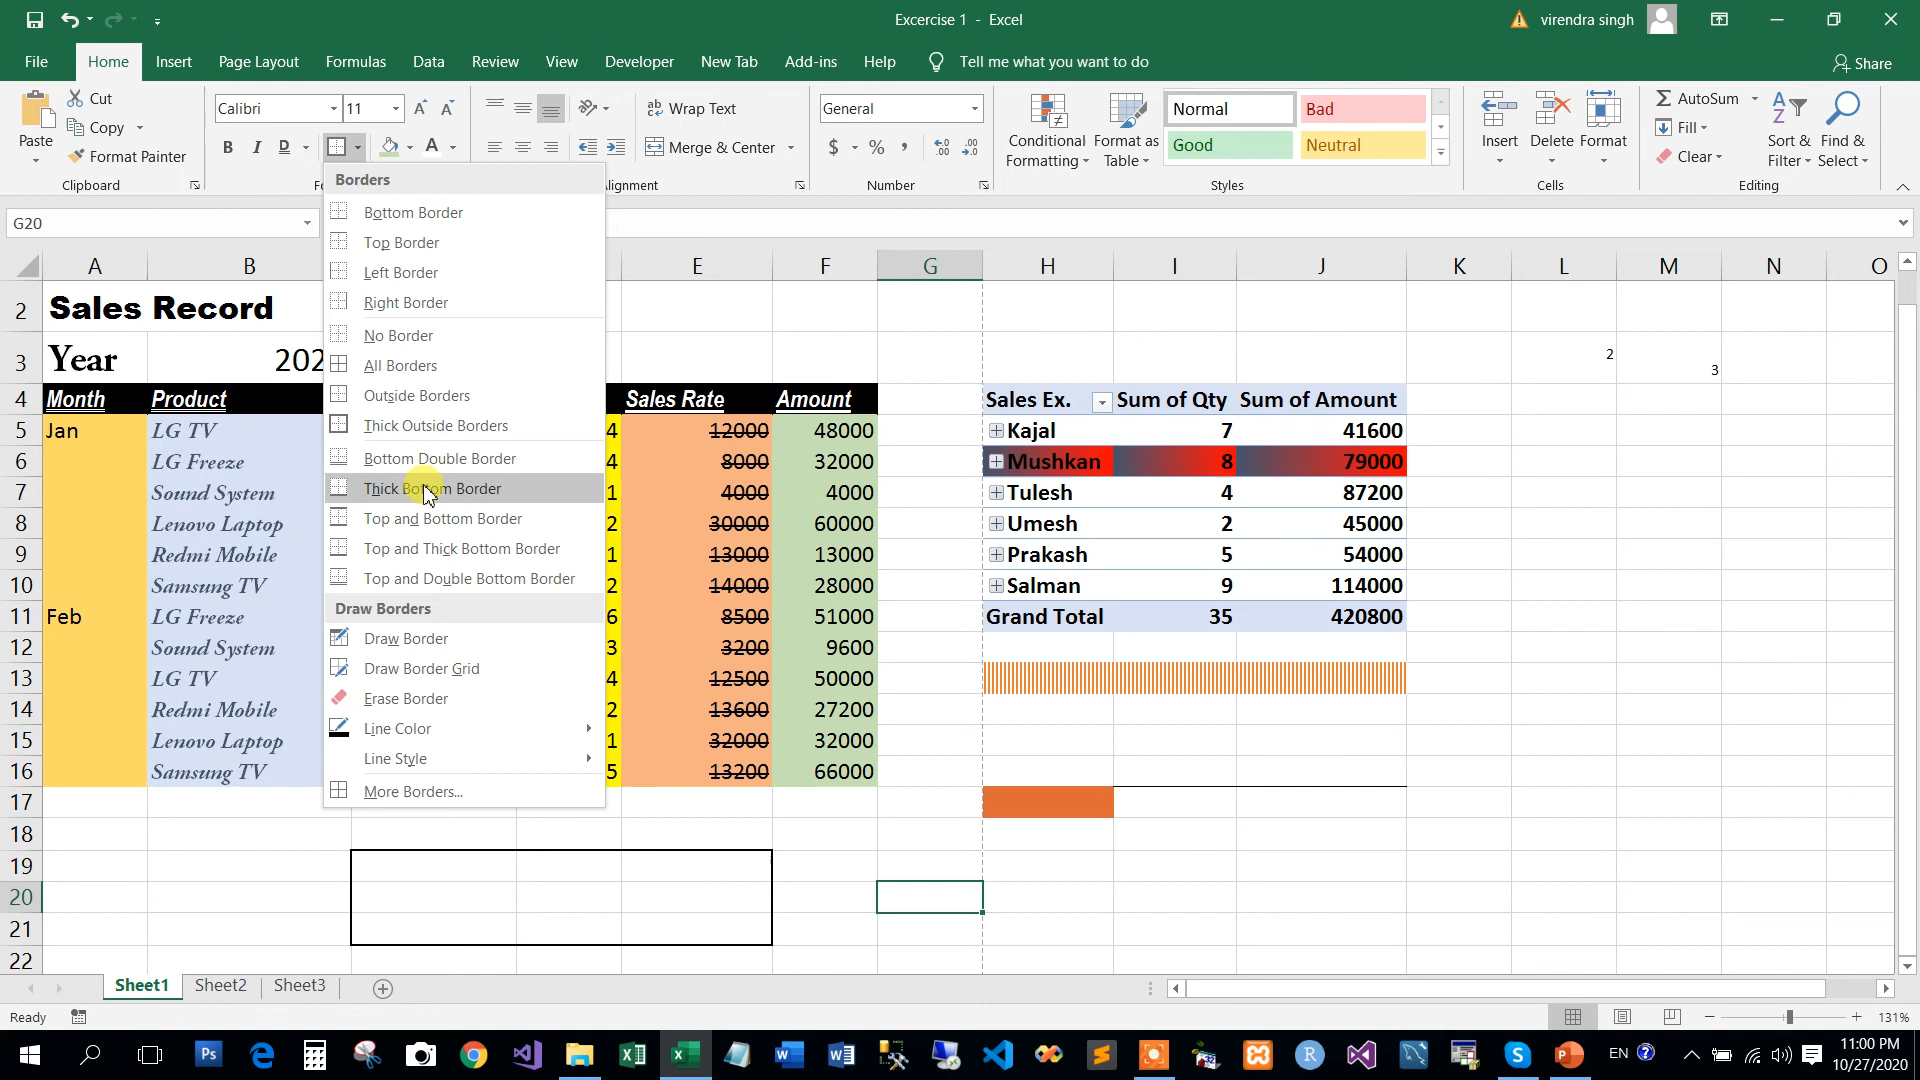 Excercise 1 - Excel
virendra singh
File Home Insert Page Layout Formulas Data Review View Developer New Tab Add-ins Help Tell me what you want to do Share
Paste
Cut
Copy
Format Painter
Clipboard
Calibri 11
B I D
Wrap Text
Merge & Center
Alignment
General
$ % ,
Number
Conditional Formatting
Format as Table
Normal Bad
Good Neutral
Styles
Insert Delete Format
Cells
AutoSum
Fill
Clear
Sort & Filter
Find & Select
Editing
G20
Borders
Bottom Border
Top Border
Left Border
Right Border
No Border
All Borders
Outside Borders
Thick Outside Borders
Bottom Double Border
Thick Bottom Border
Top and Bottom Border
Top and Thick Bottom Border
Top and Double Bottom Border
Draw Borders
Draw Border
Draw Border Grid
Erase Border
Line Color
Line Style
More Borders...
A B E F G H I J K L M N O
2 Sales Record
3 Year 202 2 3
4 Month Product Sales Rate Amount Sales Ex. Sum of Qty Sum of Amount
5 Jan LG TV 4 12000 48000 Kajal 7 41600
6 LG Freeze 4 8000 32000 Mushkan 8 79000
7 Sound System 1 4000 4000 Tulesh 4 87200
8 Lenovo Laptop 2 30000 60000 Umesh 2 45000
9 Redmi Mobile 1 13000 13000 Prakash 5 54000
10 Samsung TV 2 14000 28000 Salman 9 114000
11 Feb LG Freeze 6 8500 51000 Grand Total 35 420800
12 Sound System 3 3200 9600
13 LG TV 4 12500 50000
14 Redmi Mobile 2 13600 27200
15 Lenovo Laptop 1 32000 32000
16 Samsung TV 5 13200 66000
17
18
19
20
21
22
Sheet1 Sheet2 Sheet3
Ready 131%
EN 11:00 PM
10/27/2020